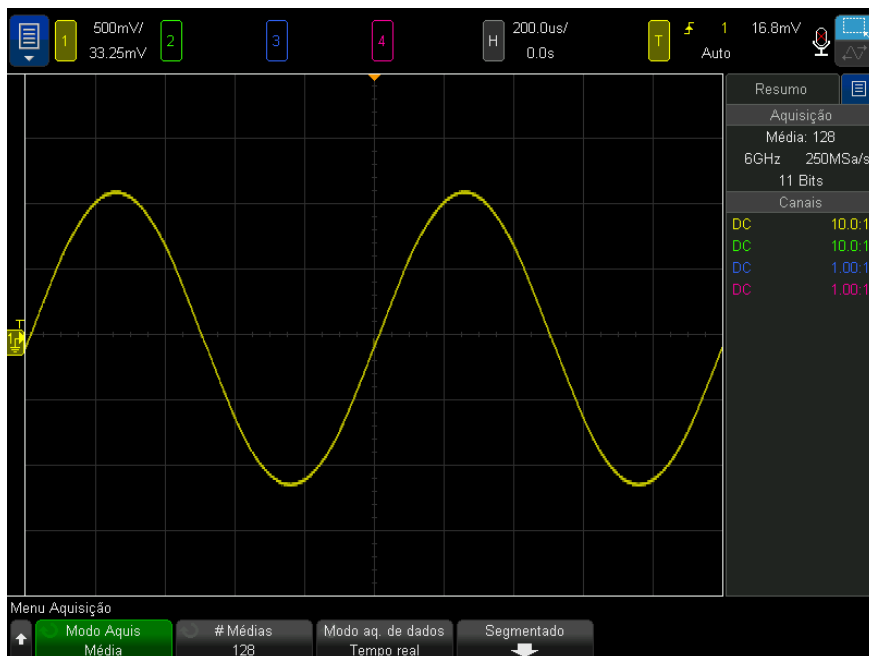 1 500mV/ 2 3 4 H 200.0us/ T 1 16.8mV
33.25mV 0.0s Auto
Resumo
Aquisição
Média: 128
6GHz 250MSa/s
11 Bits
Canais
DC 10.0:1
DC 10.0:1
DC 1.00:1
DC 1.00:1
T
1
Menu Aquisição
Modo Aquis # Médias Modo aq. de dados Segmentado
Média 128 Tempo real